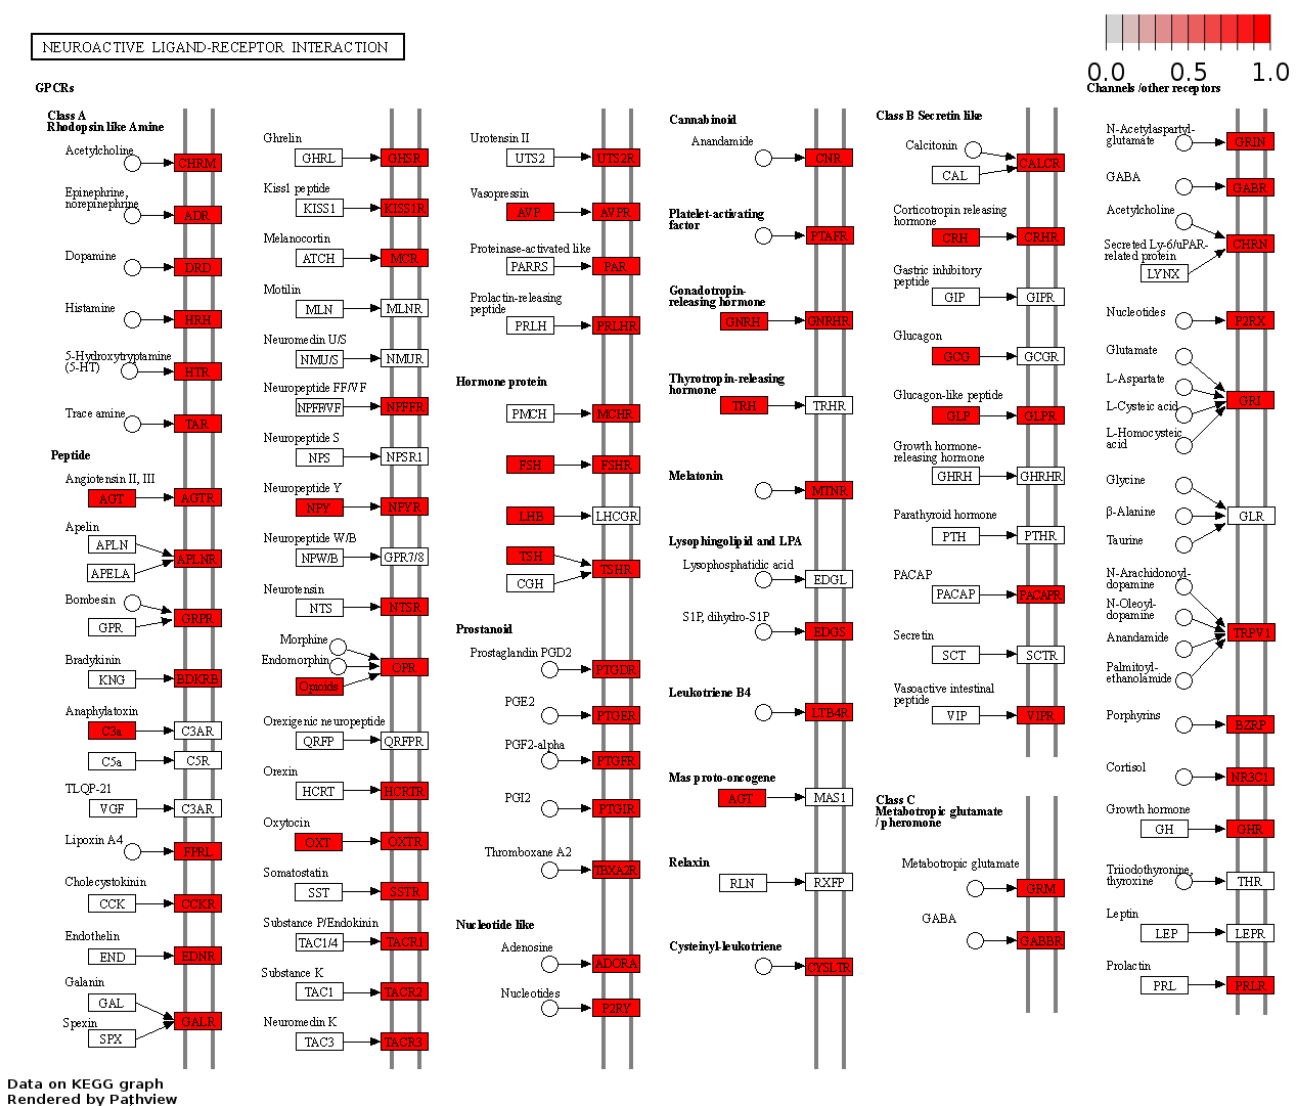 NEUROACTIVE LIGAND-RECEPTOR INTERACTION
0.0 0.5 1.0
GPCRs
Class A
Rhodopsin like Amine
Acetylcholine
CHRM
Epinephrine,
norepinephrine
ADR
Dopamine
DRD
Histamine
HRH
5-Hydroxytryptamine
(5-HT)
HTR
Trace amine
TAR
Peptide
Angiotensin II, III
AGT AGTR
Apelin
APLN
APLNR
APELA
Bombesin
GRPR
GPR
Bradykinin
KNG BDKRB
Anaphylatoxin
C3a C3AR
C5a C5R
TLQP-21
VGF C3AR
Lipoxin A4
FPRL
Cholecystokinin
CCK CCKR
Endothelin
END EDNR
Galanin
GAL
GALR
Spexin
SPX
Ghrelin
GHRL GHSR
Kiss1 peptide
KISS1 KISS1R
Melanocortin
ATCH MCR
Motilin
MLN MLNR
Neuromedin U/S
NMU/S NMUR
Neuropeptide FF/VF
NPFF/VF NPFFR
Neuropeptide S
NPS NPSR1
Neuropeptide Y
NPY NPYR
Neuropeptide W/B
NPW/B GPR7/8
Neurotensin
NTS NTSR
Morphine
Endomorphin
OPR
Opioids
Orexigenic neuropeptide
QRFP QRFPR
Orexin
HCRT HCRTR
Oxytocin
OXT OXTR
Somatostatin
SST SSTR
Substance P/Endokinin
TAC1/4 TACR1
Substance K
TAC1 TACR2
Neuromedin K
TAC3 TACR3
Urotensin II
UTS2 UTS2R
Vasopressin
AVP AVPR
Proteinase-activated like
PARRS PAR
Prolactin-releasing
peptide
PRLH PRLHR
Hormone protein
PMCH MCHR
FSH FSHR
LHB LHCGR
TSH
TSHR
CGH
Prostanoid
Prostaglandin PGD2
PTGDR
PGE2
PTGER
PGF2-alpha
PTGFR
PGI2
PTGIR
Thromboxane A2
TBXA2R
Nucleotide like
Adenosine
ADORA
Nucleotides
P2RY
Cannabinoid
Anandamide
CNR
Platelet-activating
factor
PTAFR
Gonadotropin-
releasing hormone
GNRH GNRHR
Thyrotropin-releasing
hormone
TRH TRHR
Melatonin
MTNR
Lysophingolipid and LPA
Lysophosphatidic acid
EDGL
S1P, dihydro-S1P
EDGS
Leukotriene B4
LTB4R
Mas proto-oncogene
AGT MAS1
Relaxin
RLN RXFP
Cysteinyl-leukotriene
CYSLTR
Class B Secretin like
Calcitonin
CALCR
CAL
Corticotropin releasing
hormone
CRH CRHR
Gastric inhibitory
peptide
GIP GIPR
Glucagon
GCG GCGR
Glucagon-like peptide
GLP GLPR
Growth hormone-
releasing hormone
GHRH GHRHR
Parathyroid hormone
PTH PTHR
PACAP
PACAP PACAPR
Secretin
SCT SCTR
Vasoactive intestinal
peptide
VIP VIPR
Class C
Metabotropic glutamate
/ pheromone
Metabotropic glutamate
GRM
GABA
GABBR
Channels /other receptors
N-Acetylaspartyl-
glutamate
GRIN
GABA
GABR
Acetylcholine
CHRN
Secreted Ly-6/uPAR-
related protein
LYNX
Nucleotides
P2RX
Glutamate
L-Aspartate
GRI
L-Cysteic acid
L-Homocysteic
acid
Glycine
β-Alanine
GLR
Taurine
N-Arachidonoyl-
dopamine
N-Oleoyl-
dopamine
TRPV1
Anandamide
Palmitoyl-
ethanolamide
Porphyrins
BZRP
Cortisol
NR3C1
Growth hormone
GH GHR
Triiodothyronine,
thyroxine
THR
Leptin
LEP LEPR
Prolactin
PRL PRLR
Data on KEGG graph
Rendered by Pathview